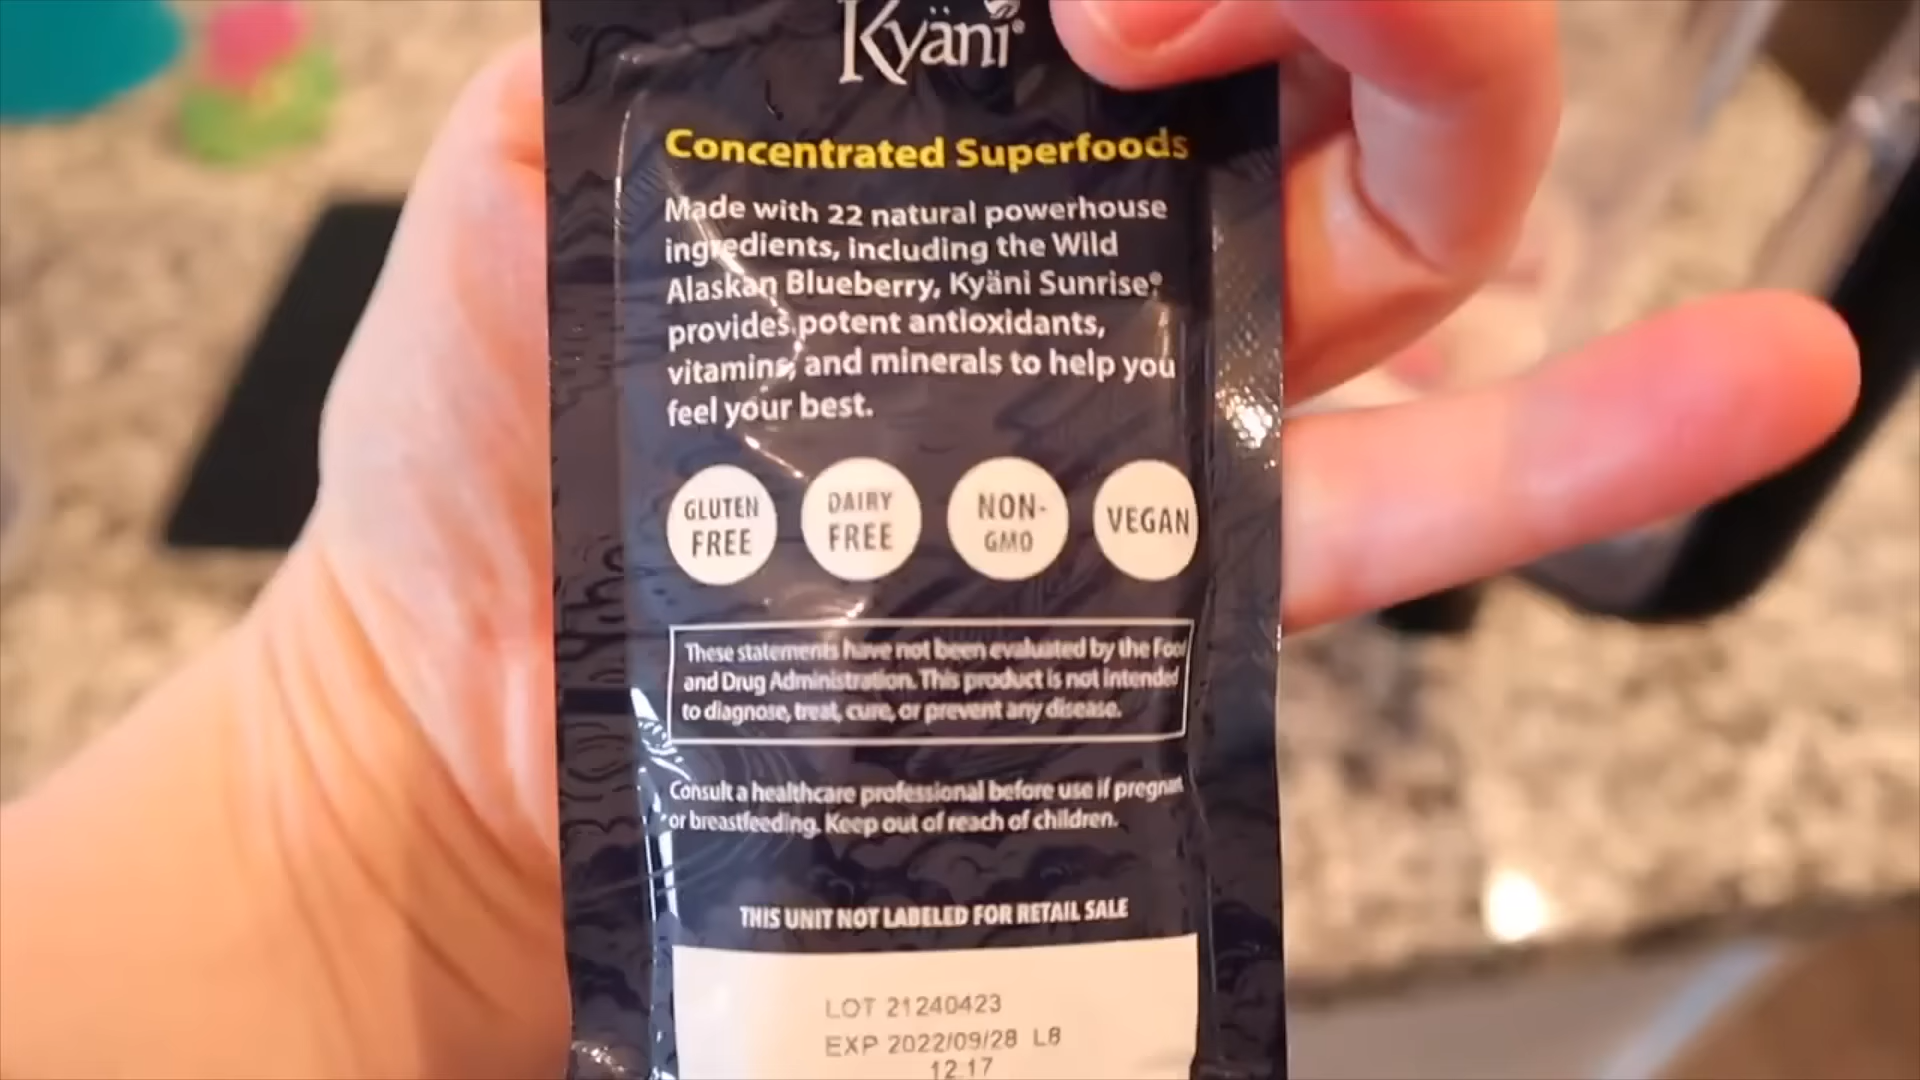 Kyäni®
Concentrated Superfoods
Made with 22 natural powerhouse
ingredients, including the Wild
Alaskan Blueberry, Kyäni Sunrise®
provides potent antioxidants,
vitamins, and minerals to help you
feel your best.
GLUTEN
FREE
DAIRY
FREE
NON-
GMO
VEGAN
These statements have not been evaluated by the Food
and Drug Administration. This product is not intended
to diagnose, treat, cure, or prevent any disease.
Consult a healthcare professional before use if pregnant
or breastfeeding. Keep out of reach of children.
THIS UNIT NOT LABELED FOR RETAIL SALE
LOT 21240423
EXP 2022/09/28 L8
12.17